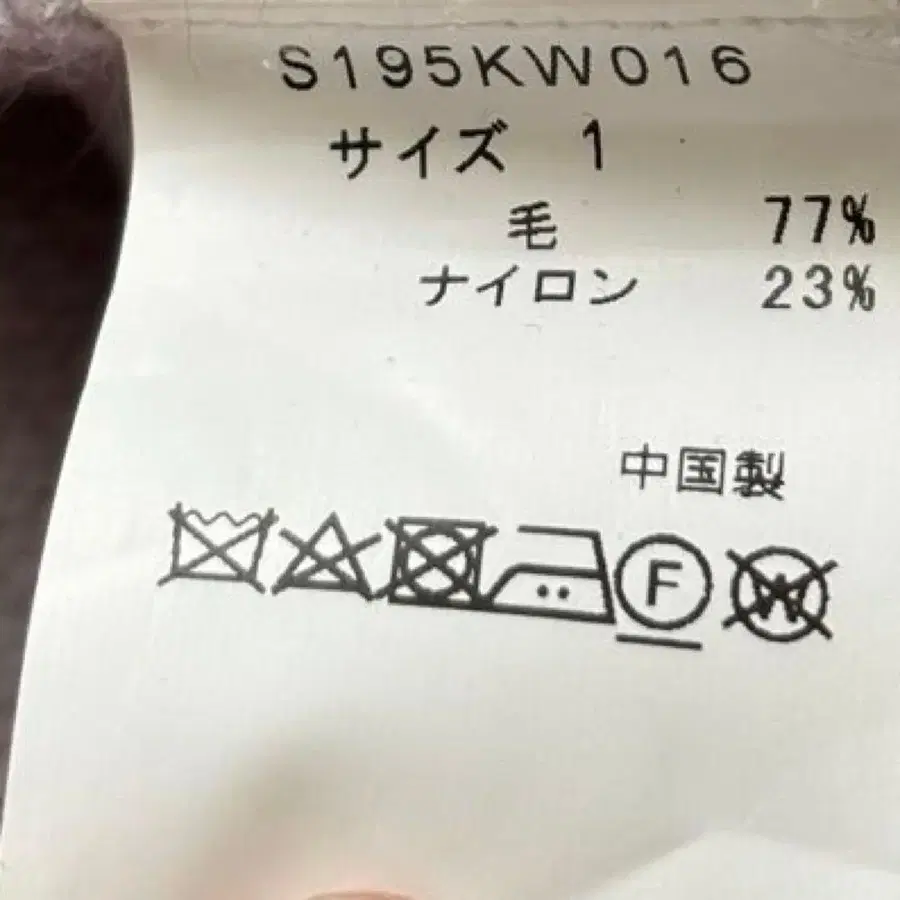 S195KW016
サイズ 1
毛 77%
ナイロン 23%
中国製
F W